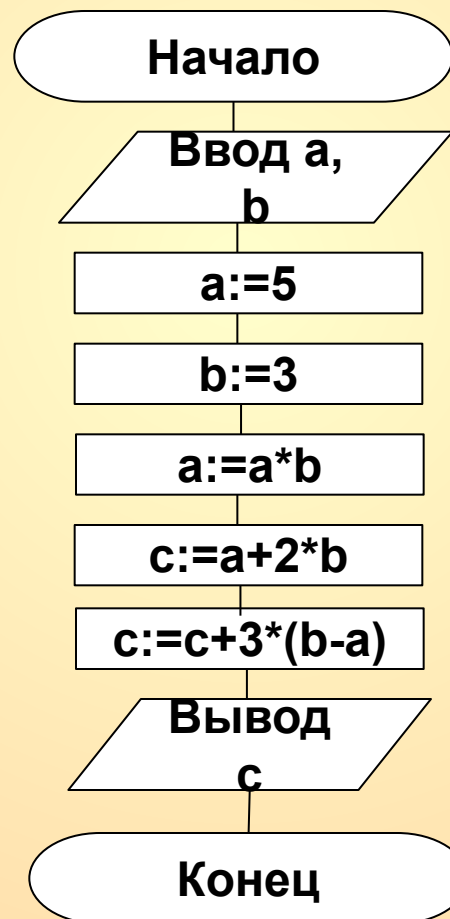 Начало
Ввод a,
b
a:=5
b:=3
a:=a*b
c:=a+2*b
c:=c+3*(b-a)
Вывод
c
Конец